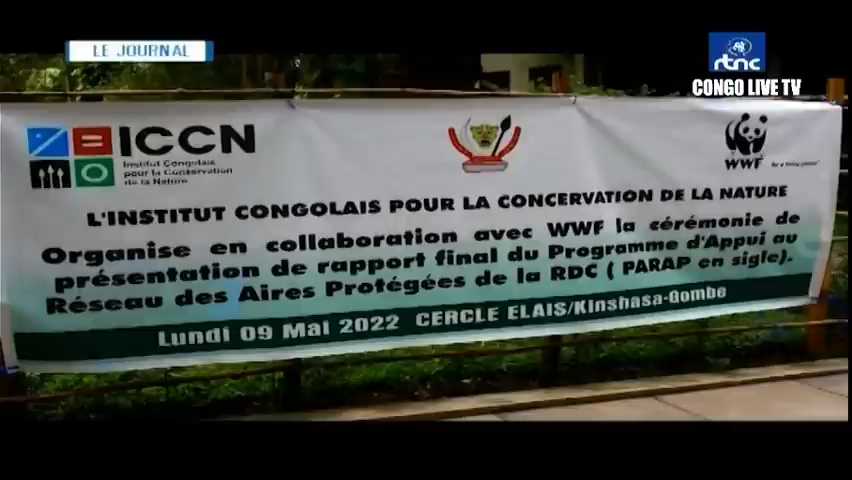 LE JOURNAL
rtnc
CONGO LIVE TV
ICCN
Institut Congolais
pour la Conservation
de la Nature
WWF
L'INSTITUT CONGOLAIS POUR LA CONCERVATION DE LA NATURE
Organise en collaboration avec WWF la cérémonie de
présentation de rapport final du Programme d'Appui au
Réseau des Aires Protégées de la RDC ( PARAP en sigle).
Lundi 09 Mai 2022 CERCLE ELAIS/Kinshasa-Gombe